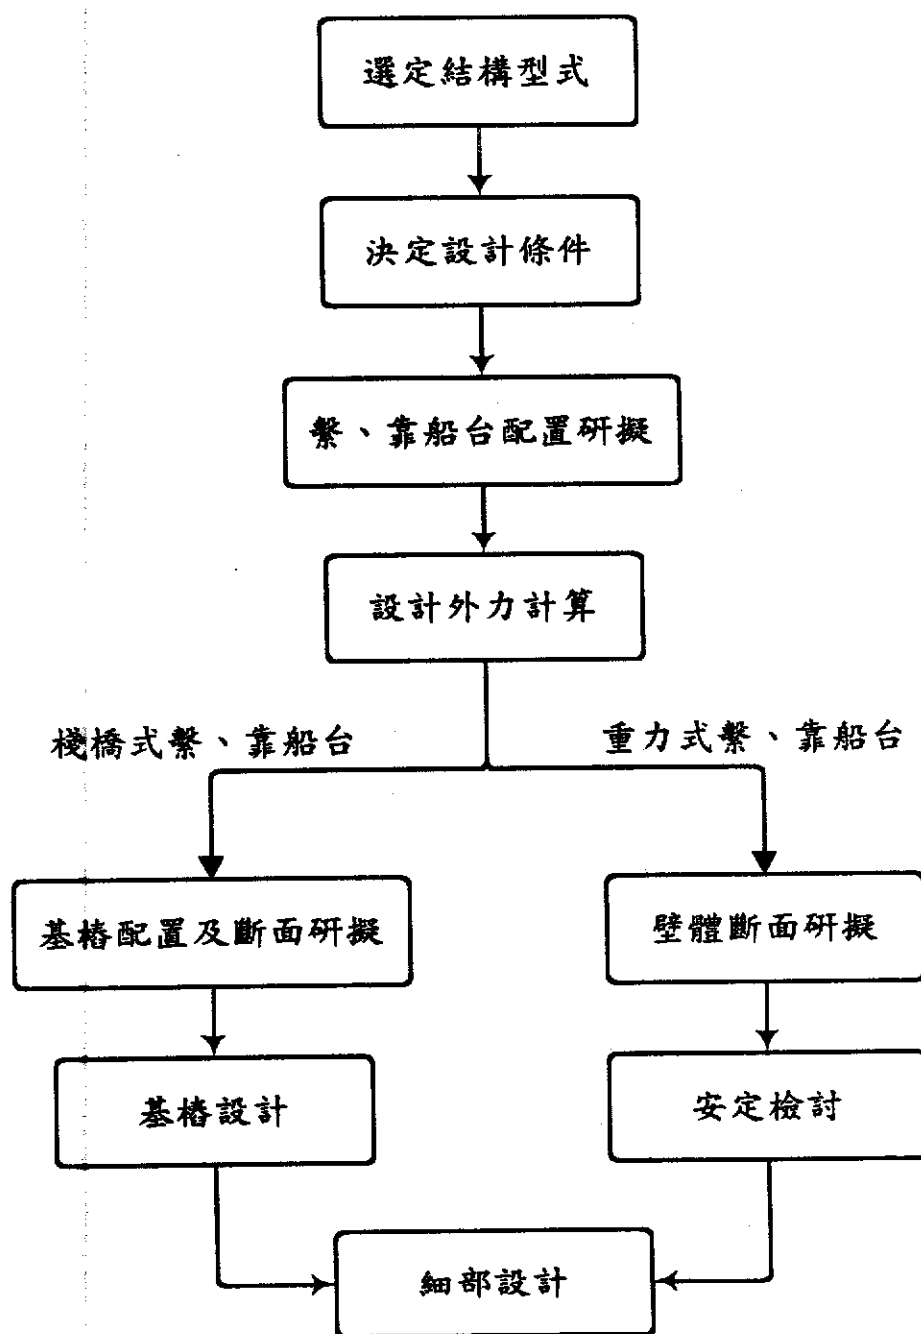 選定結構型式
決定設計條件
繫、靠船台配置研擬
設計外力計算
棧橋式繫、靠船台
重力式繫、靠船台
基樁配置及斷面研擬
壁體斷面研擬
基樁設計
安定檢討
細部設計